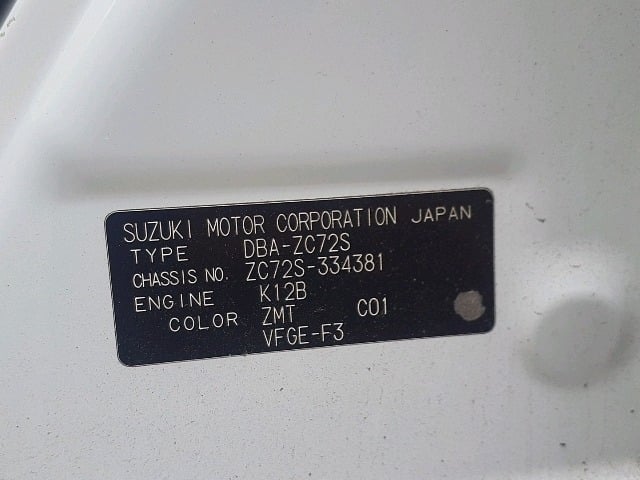 SUZUKI MOTOR CORPORATION JAPAN
TYPE DBA-ZC72S
CHASSIS NO. ZC72S-334381
ENGINE K12B
COLOR ZMT C01
VFGE-F3